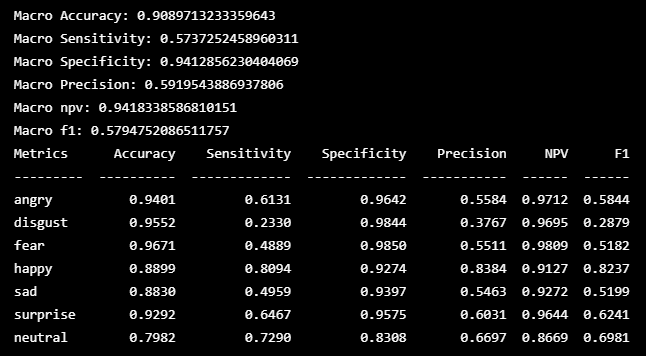 Macro Accuracy: 0.9089713233359643
Macro Sensitivity: 0.5737252458960311
Macro Specificity: 0.9412856230404069
Macro Precision: 0.5919543886937806
Macro npv: 0.9418338586810151
Macro f1: 0.5794752086511757
Metrics Accuracy Sensitivity Specificity Precision NPV F1
--------- ---------- ------------- ------------- ----------- ------ ------
angry 0.9401 0.6131 0.9642 0.5584 0.9712 0.5844
disgust 0.9552 0.2330 0.9844 0.3767 0.9695 0.2879
fear 0.9671 0.4889 0.9850 0.5511 0.9809 0.5182
happy 0.8899 0.8094 0.9274 0.8384 0.9127 0.8237
sad 0.8830 0.4959 0.9397 0.5463 0.9272 0.5199
surprise 0.9292 0.6467 0.9575 0.6031 0.9644 0.6241
neutral 0.7982 0.7290 0.8308 0.6697 0.8669 0.6981